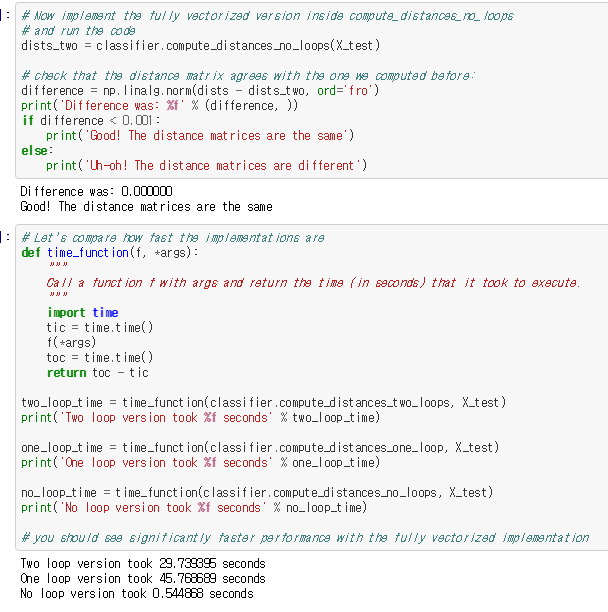 ]: # Now implement the fully vectorized version inside compute_distances_no_loops
# and run the code
dists_two = classifier.compute_distances_no_loops(X_test)
# check that the distance matrix agrees with the one we computed before:
difference = np.linalg.norm(dists - dists_two, ord='fro')
print('Difference was: %f' % (difference, ))
if difference < 0.001:
    print('Good! The distance matrices are the same')
else:
    print('Uh-oh! The distance matrices are different')
Difference was: 0.000000
Good! The distance matrices are the same
]: # Let's compare how fast the implementations are
def time_function(f, *args):
    """
    Call a function f with args and return the time (in seconds) that it took to execute.
    """
    import time
    tic = time.time()
    f(*args)
    toc = time.time()
    return toc - tic
two_loop_time = time_function(classifier.compute_distances_two_loops, X_test)
print('Two loop version took %f seconds' % two_loop_time)
one_loop_time = time_function(classifier.compute_distances_one_loop, X_test)
print('One loop version took %f seconds' % one_loop_time)
no_loop_time = time_function(classifier.compute_distances_no_loops, X_test)
print('No loop version took %f seconds' % no_loop_time)
# you should see significantly faster performance with the fully vectorized implementation
Two loop version took 29.739395 seconds
One loop version took 45.768689 seconds
No loop version took 0.544868 seconds